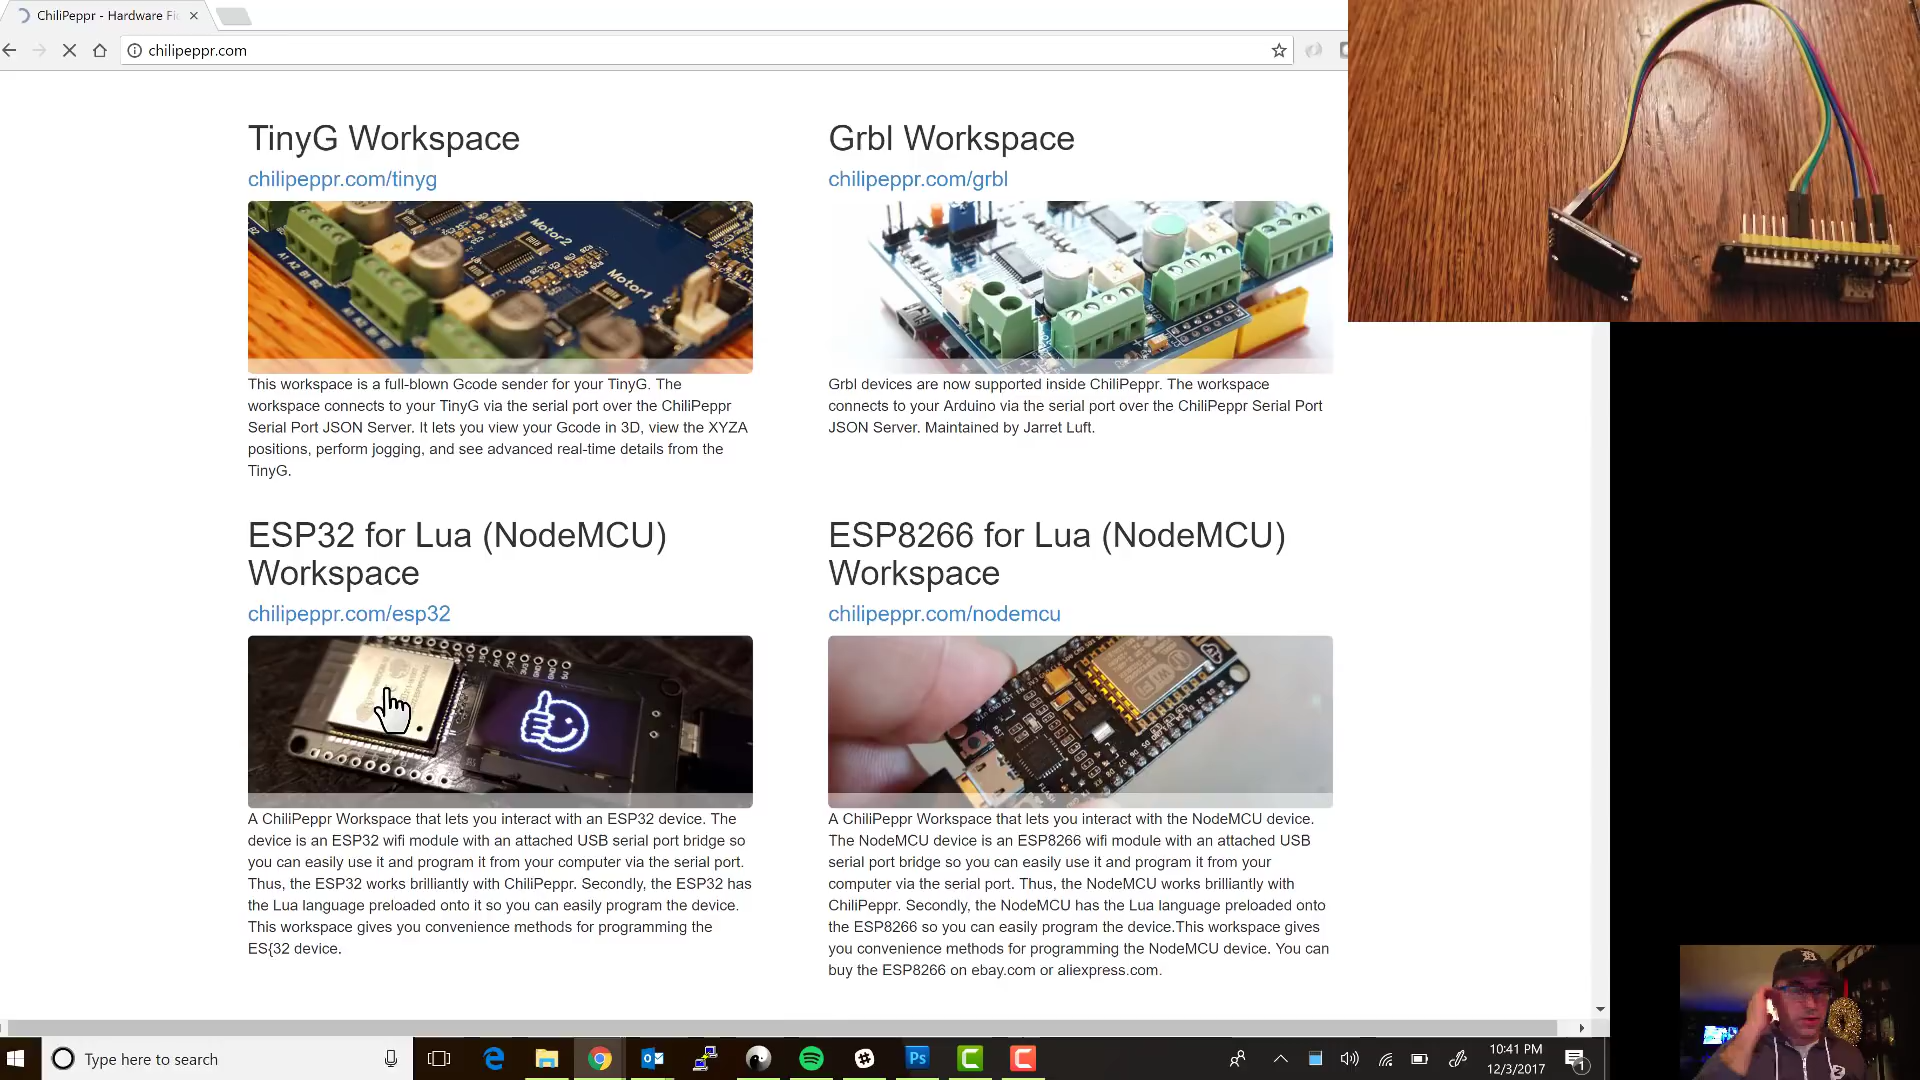 ChiliPeppr - Hardware Fi
chilipeppr.com
TinyG Workspace
chilipeppr.com/tinyg
Motor2
Motor1
This workspace is a full-blown Gcode sender for your TinyG. The
workspace connects to your TinyG via the serial port over the ChiliPeppr
Serial Port JSON Server. It lets you view your Gcode in 3D, view the XYZA
positions, perform jogging, and see advanced real-time details from the
TinyG.
Grbl Workspace
chilipeppr.com/grbl
Grbl devices are now supported inside ChiliPeppr. The workspace
connects to your Arduino via the serial port over the ChiliPeppr Serial Port
JSON Server. Maintained by Jarret Luft.
ESP32 for Lua (NodeMCU)
Workspace
chilipeppr.com/esp32
A ChiliPeppr Workspace that lets you interact with an ESP32 device. The
device is an ESP32 wifi module with an attached USB serial port bridge so
you can easily use it and program it from your computer via the serial port.
Thus, the ESP32 works brilliantly with ChiliPeppr. Secondly, the ESP32 has
the Lua language preloaded onto it so you can easily program the device.
This workspace gives you convenience methods for programming the
ES{32 device.
ESP8266 for Lua (NodeMCU)
Workspace
chilipeppr.com/nodemcu
A ChiliPeppr Workspace that lets you interact with the NodeMCU device.
The NodeMCU device is an ESP8266 wifi module with an attached USB
serial port bridge so you can easily use it and program it from your
computer via the serial port. Thus, the NodeMCU works brilliantly with
ChiliPeppr. Secondly, the NodeMCU has the Lua language preloaded onto
the ESP8266 so you can easily program the device.This workspace gives
you convenience methods for programming the NodeMCU device. You can
buy the ESP8266 on ebay.com or aliexpress.com.
Type here to search
Ps
10:41 PM
12/3/2017
1